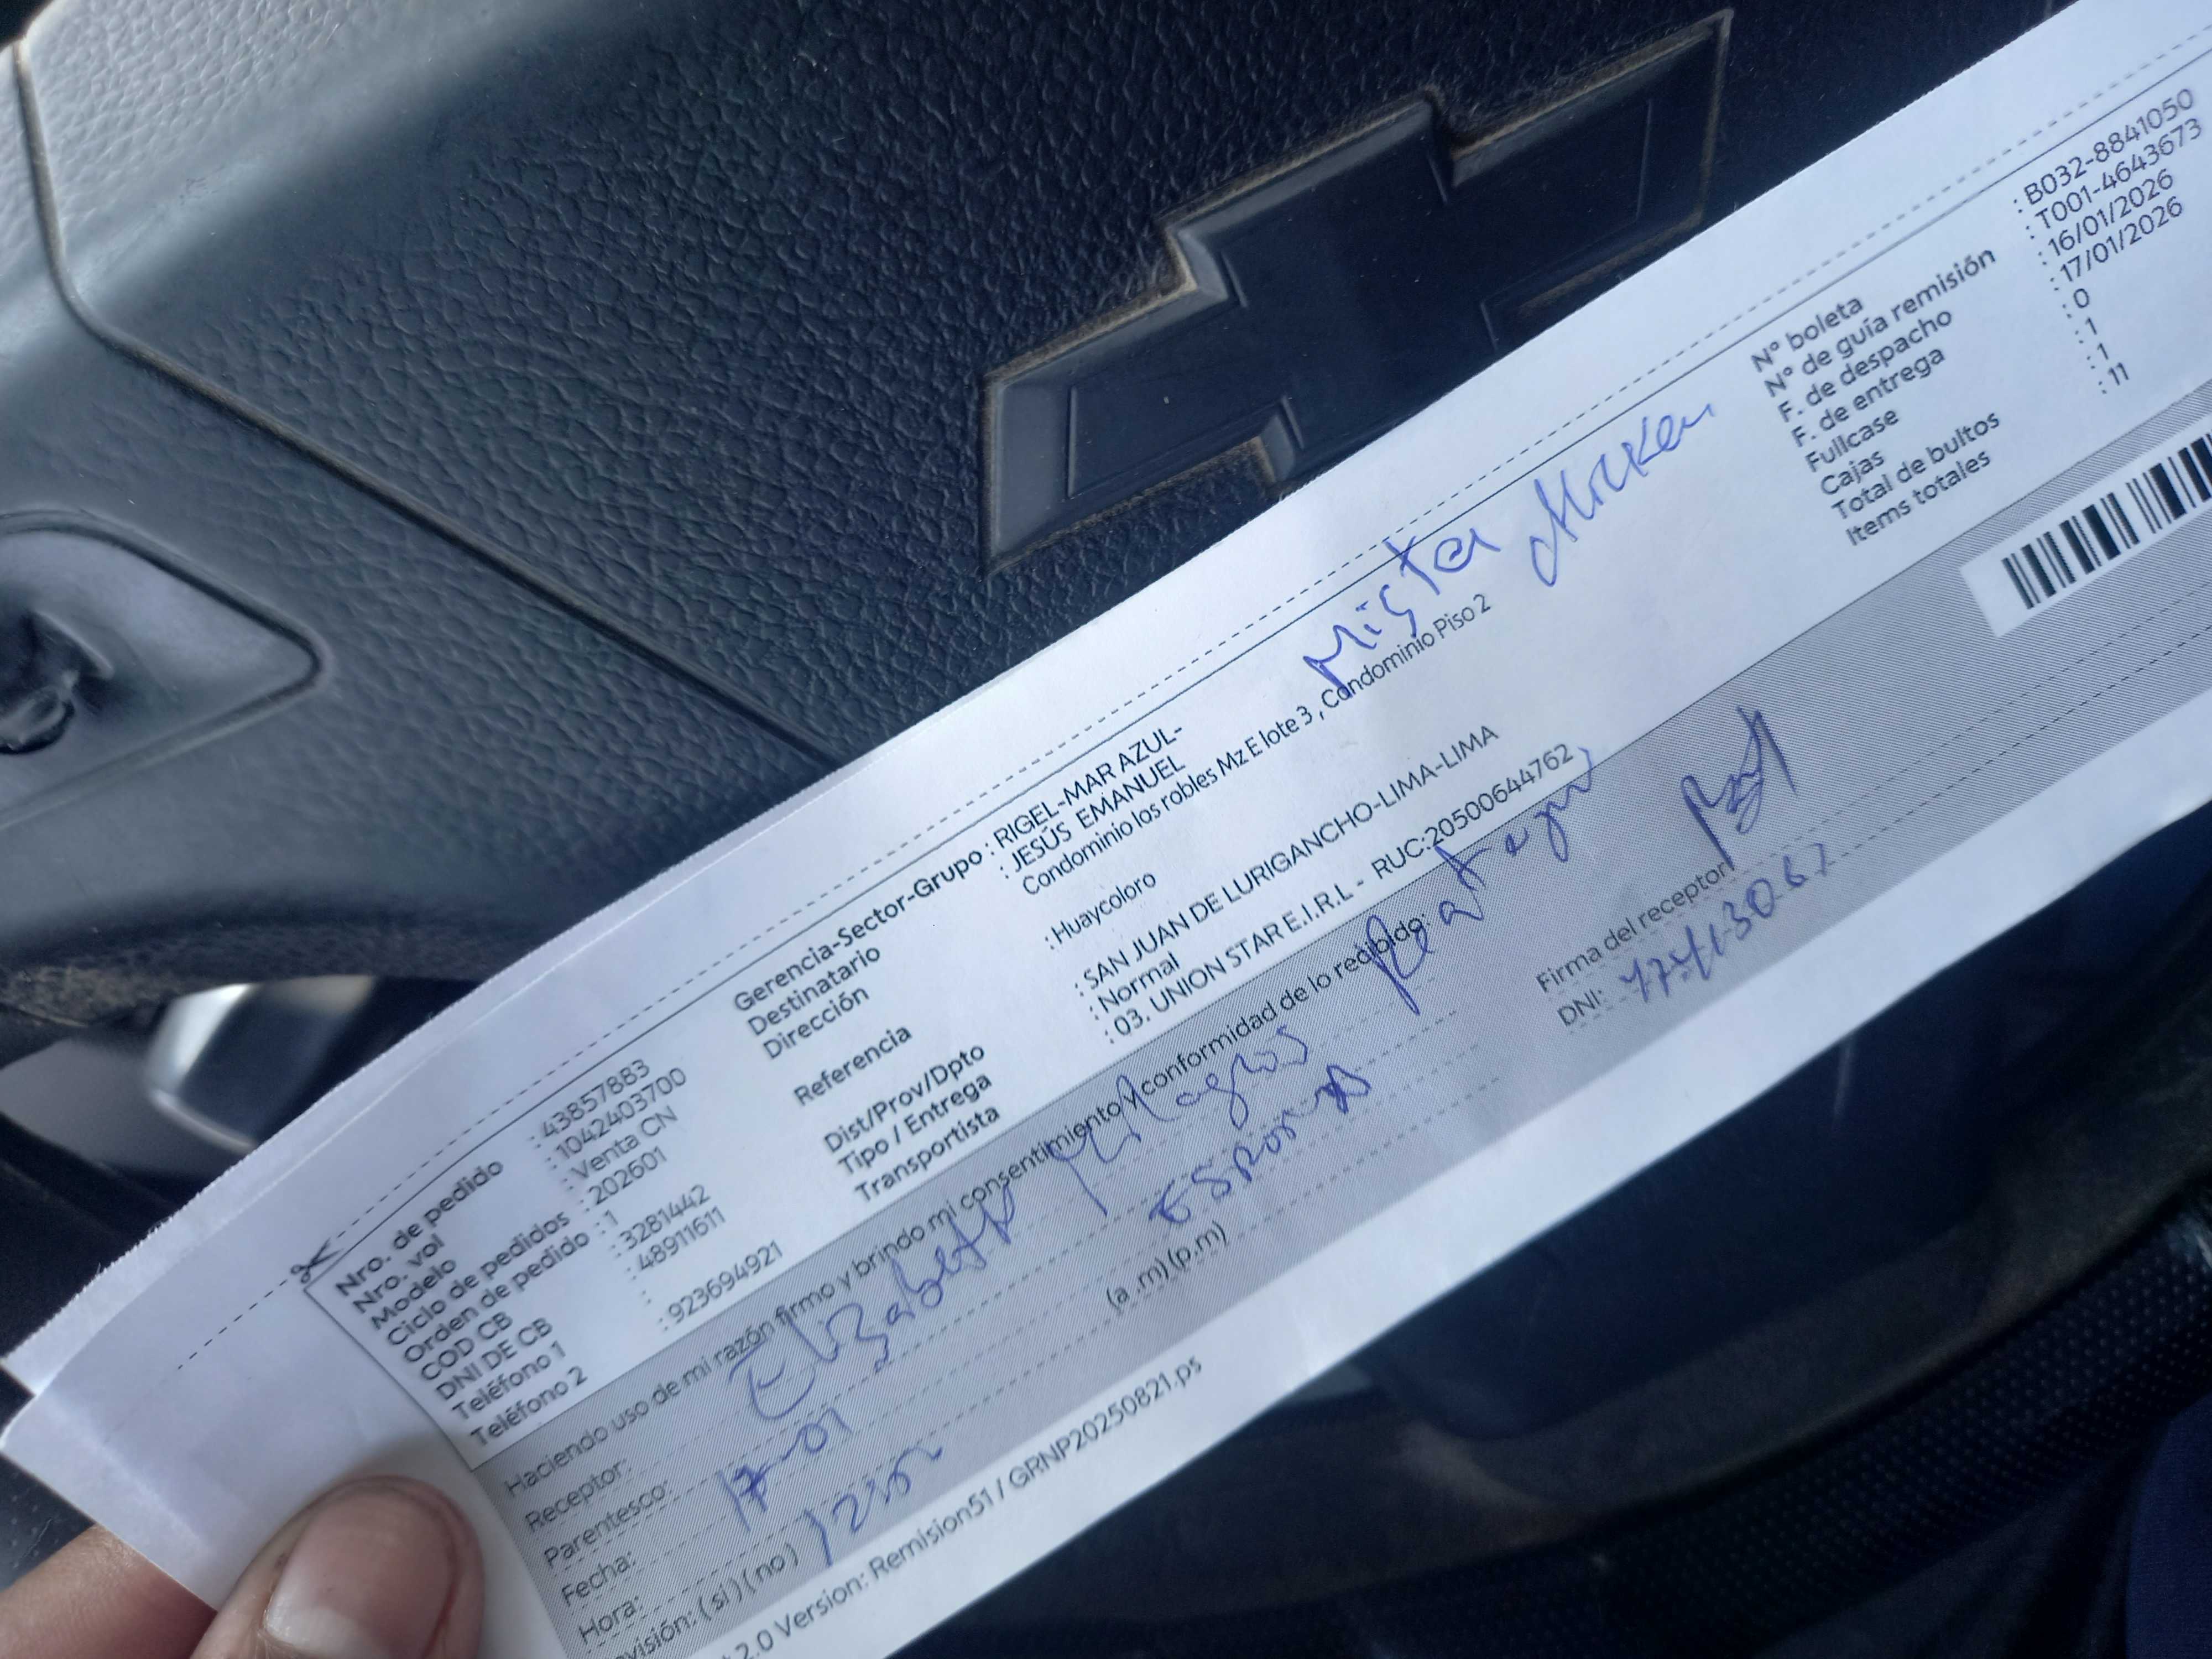 Nro. de pedido : 43857883
Nro. vol : 1042403700
Modelo : Venta CN
Ciclo de pedidos : 202601
Orden de pedido : 1
COD CB : 3281442
DNI DE CB : 48911611
Teléfono 1 :
Teléfono 2 : 923694921
Gerencia-Sector-Grupo : RIGEL-MAR AZUL-
Destinatario : JESÚS EMANUEL
Dirección Condominio los robles Mz E lote 3 , Condominio Piso 2
Referencia : Huaycoloro
Dist/Prov/Dpto : SAN JUAN DE LURIGANCHO-LIMA-LIMA
Tipo / Entrega : Normal
Transportista : 03. UNION STAR E.I.R.L - RUC:20500644762
Mister
N° boleta : B032-8841050
N° de guía remisión : T001-4643673
F. de despacho : 16/01/2026
F. de entrega : 17/01/2026
Fullcase : 0
Cajas : 1
Total de bultos : 1
Items totales : 11
Haciendo uso de mi razón firmo y brindo mi consentimiento y conformidad de lo recibido:
Receptor: Elizabeth Milagros
Parentesco: Esposa
Fecha: 17-01
Hora: (a .m) (p.m)
visión: ( si ) ( no )
Firma del receptor
DNI:
2.0 Version: Remision51 / GRNP20250821.ps